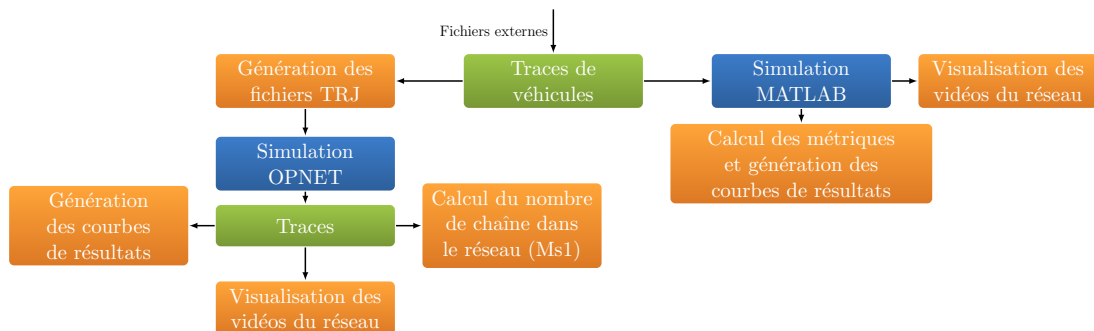 Fichiers externes
Génération des
fichiers TRJ
Traces de
véhicules
Simulation
MATLAB
Visualisation des
vidéos du réseau
Simulation
OPNET
Calcul des métriques
et génération des
courbes de résultats
Génération
des courbes
de résultats
Traces
Calcul du nombre
de chaîne dans
le réseau (Ms1)
Visualisation des
vidéos du réseau